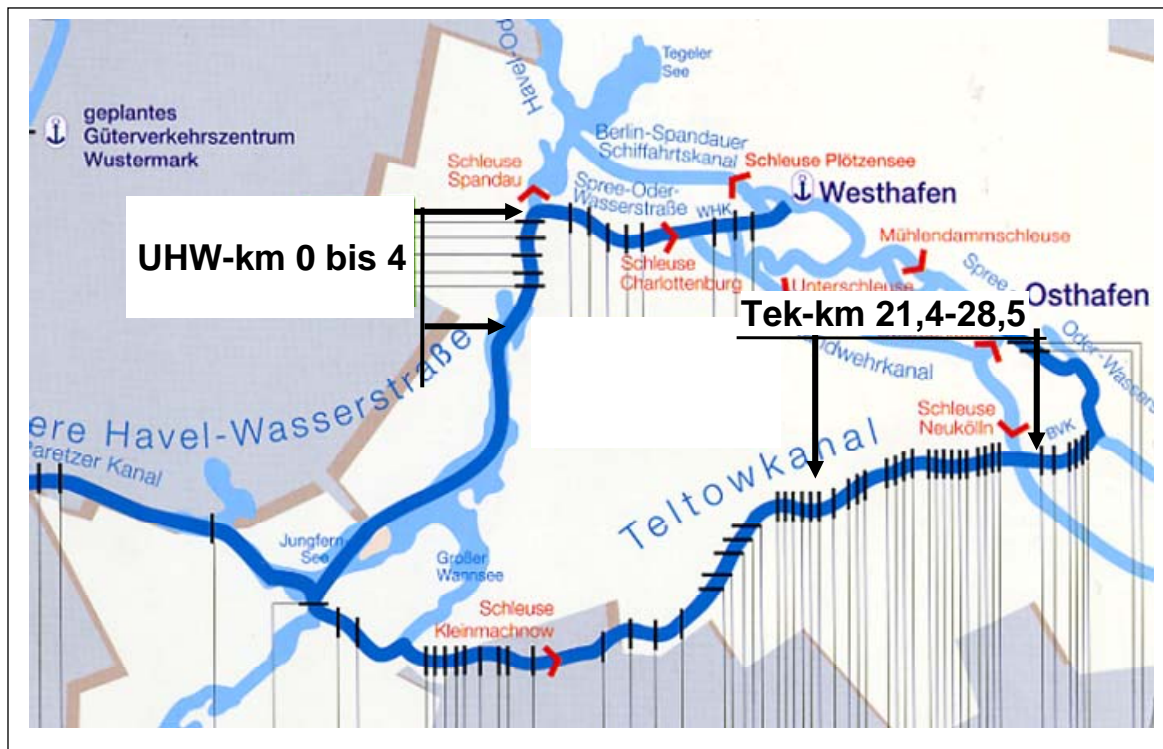 Havel-Od
Tegeler
See
geplantes
Güterverkehrszentrum
Wustermark
Berlin-Spandauer
Schiffahrtskanal
Schleuse Plötzensee
Schleuse
Spandau
Spree-Oder-
Wasserstraße
WHK
Westhafen
UHW-km 0 bis 4
Mühlendammschleuse
Schleuse
Charlottenburg
Unterschleuse
Spree-
Osthafen
Tek-km 21,4-28,5
Oder-Wassers
dwehrkanal
ere Havel-Wasserstraße
Paretzer Kanal
Schleuse
Neukölln
BVK
Teltowkanal
Jungfern-
See
Großer
Wannsee
Schleuse
Kleinmachnow